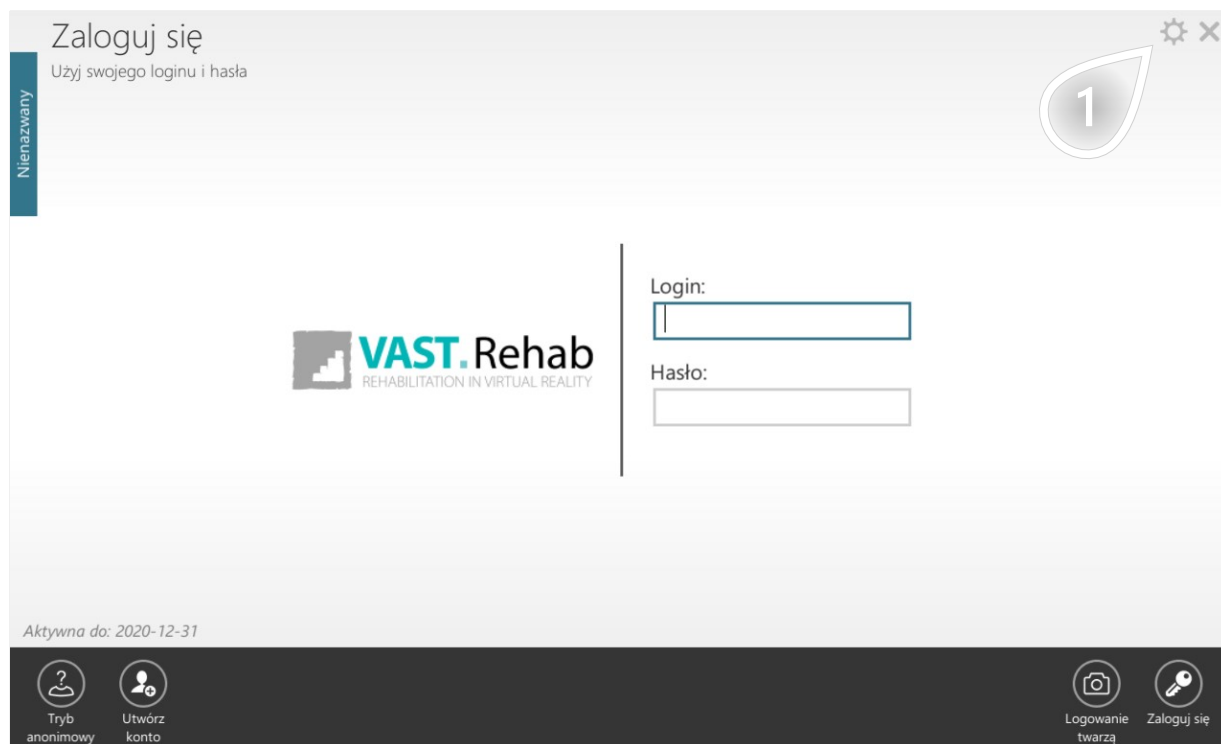 Zaloguj się
Użyj swojego loginu i hasła
Nienazwany
1
Login:
VAST.Rehab
REHABILITATION IN VIRTUAL REALITY
Hasło:
Aktywna do: 2020-12-31
?
Tryb
anonimowy
Utwórz
konto
Logowanie
twarzą
Zaloguj się